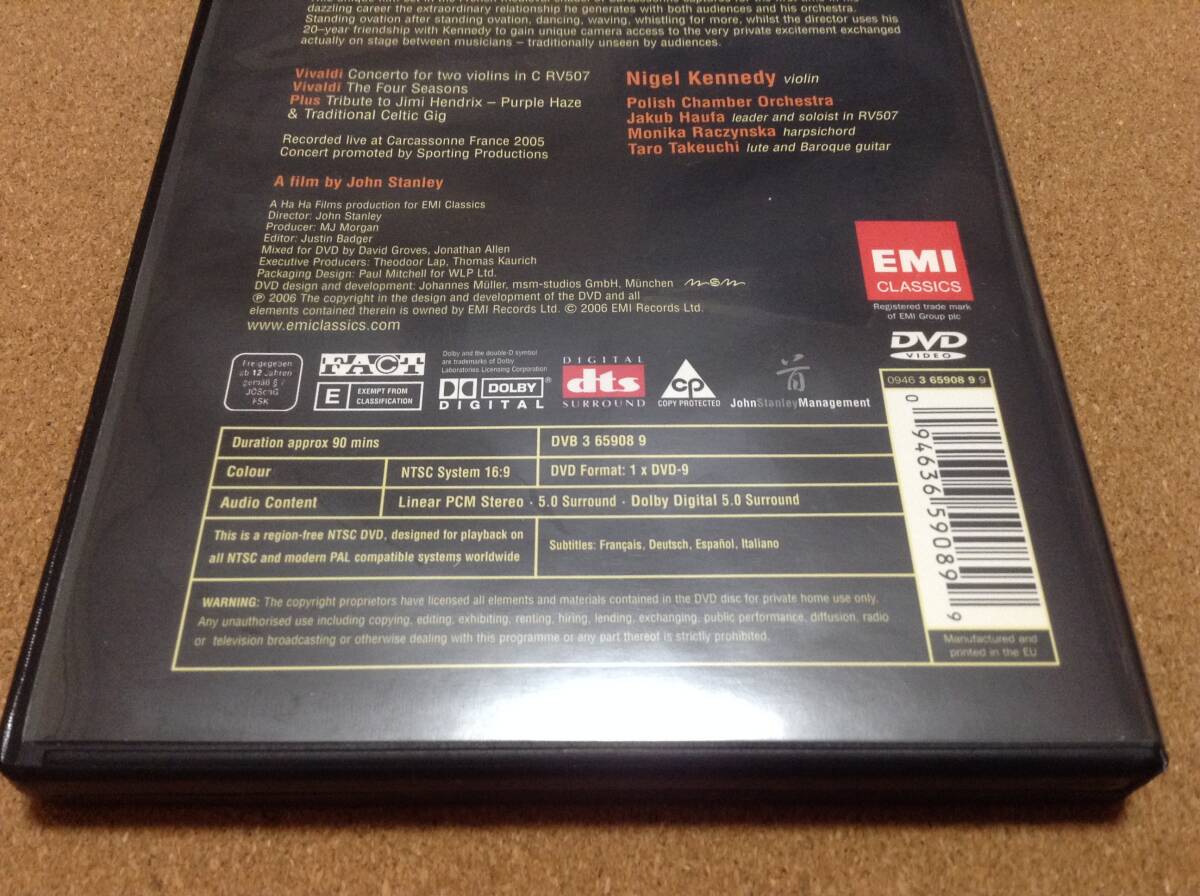 dazzling career the extraordinary relationship he generates with both audiences and his orchestra.
Standing ovation after standing ovation, dancing, waving, whistling for more, whilst the director uses his
20-year friendship with Kennedy to gain unique camera access to the very private excitement exchanged
actually on stage between musicians – traditionally unseen by audiences.
Vivaldi Concerto for two violins in C RV507
Vivaldi The Four Seasons
Plus Tribute to Jimi Hendrix – Purple Haze
& Traditional Celtic Gig
Recorded live at Carcassonne France 2005
Concert promoted by Sporting Productions
Nigel Kennedy violin
Polish Chamber Orchestra
Jakub Haufa leader and soloist in RV507
Monika Raczynska harpsichord
Taro Takeuchi lute and Baroque guitar
A film by John Stanley
A Ha Ha Films production for EMI Classics
Director: John Stanley
Producer: MJ Morgan
Editor: Justin Badger
Mixed for DVD by David Groves, Jonathan Allen
Executive Producers: Theodoor Lap, Thomas Kaurich
Packaging Design: Paul Mitchell for WLP Ltd.
DVD design and development: Johannes Müller, msm-studios GmbH, München msm
℗ 2006 The copyright in the design and development of the DVD and all
elements contained therein is owned by EMI Records Ltd. © 2006 EMI Records Ltd.
www.emiclassics.com
EMI
CLASSICS
Registered trade mark
of EMI Group plc
DVD
VIDEO
Freigegeben
ab 12 Jahren
gemäß § 7
JÖSchG
FSK
FACT
E EXEMPT FROM
CLASSIFICATION
Dolby and the double-D symbol
are trademarks of Dolby
Laboratories Licensing Corporation
DOLBY®
DIGITAL
DIGITAL
dts
SURROUND
CP
COPY PROTECTED
首
JohnStanleyManagement
0946 3 65908 9 9
0 94636 59089 9
Manufactured and
printed in the EU
Duration approx 90 mins
DVB 3 65908 9
Colour
NTSC System 16:9
DVD Format: 1 x DVD-9
Audio Content
Linear PCM Stereo · 5.0 Surround · Dolby Digital 5.0 Surround
This is a region-free NTSC DVD, designed for playback on
all NTSC and modern PAL compatible systems worldwide
Subtitles: Français, Deutsch, Español, Italiano
WARNING: The copyright proprietors have licensed all elements and materials contained in the DVD disc for private home use only.
Any unauthorised use including copying, editing, exhibiting, renting, hiring, lending, exchanging, public performance, diffusion, radio
or television broadcasting or otherwise dealing with this programme or any part thereof is strictly prohibited.